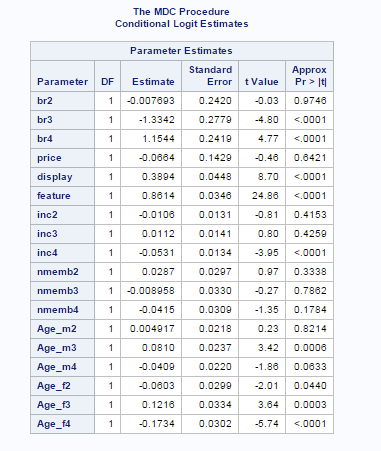 The MDC Procedure
Conditional Logit Estimates
Parameter Estimates
Parameter DF Estimate Standard Error t Value Approx Pr > |t|
br2 1 -0.007693 0.2420 -0.03 0.9746
br3 1 -1.3342 0.2779 -4.80 <.0001
br4 1 1.1544 0.2419 4.77 <.0001
price 1 -0.0664 0.1429 -0.46 0.6421
display 1 0.3894 0.0448 8.70 <.0001
feature 1 0.8614 0.0346 24.86 <.0001
inc2 1 -0.0106 0.0131 -0.81 0.4153
inc3 1 0.0112 0.0141 0.80 0.4259
inc4 1 -0.0531 0.0134 -3.95 <.0001
nmemb2 1 0.0287 0.0297 0.97 0.3338
nmemb3 1 -0.008958 0.0330 -0.27 0.7862
nmemb4 1 -0.0415 0.0309 -1.35 0.1784
Age_m2 1 0.004917 0.0218 0.23 0.8214
Age_m3 1 0.0810 0.0237 3.42 0.0006
Age_m4 1 -0.0409 0.0220 -1.86 0.0633
Age_f2 1 -0.0603 0.0299 -2.01 0.0440
Age_f3 1 0.1216 0.0334 3.64 0.0003
Age_f4 1 -0.1734 0.0302 -5.74 <.0001